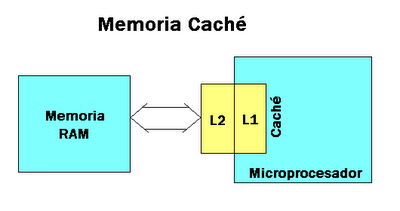 Memoria Caché
Memoria
RAM
L2
L1
Caché
Microprocesador